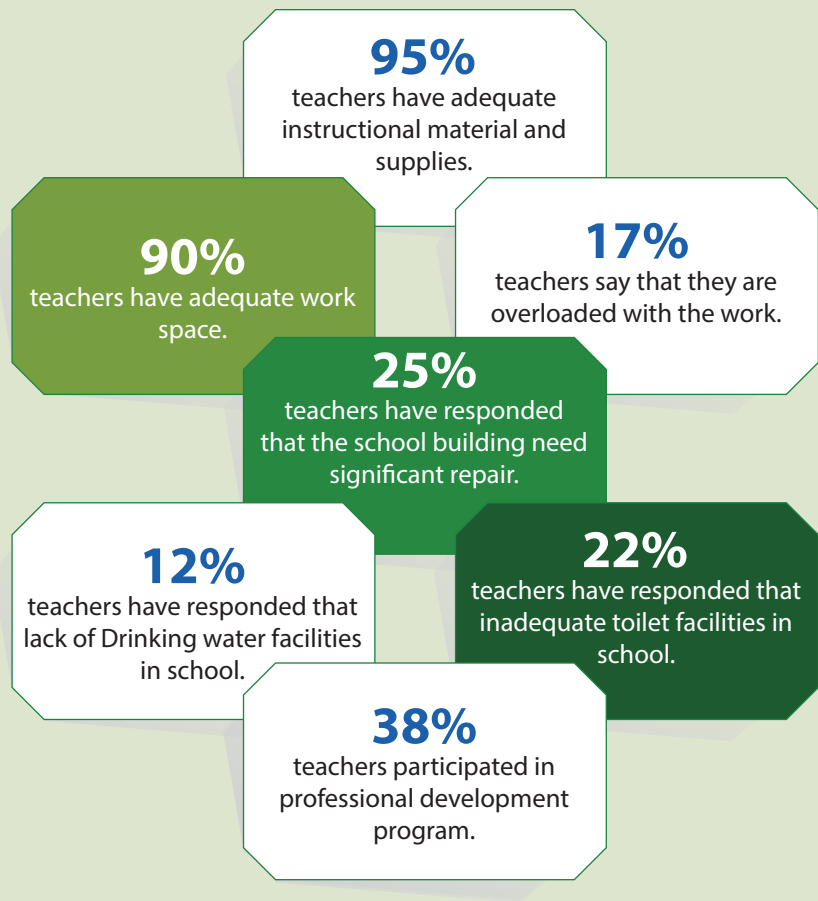 95%
teachers have adequate
instructional material and
supplies.
90%
teachers have adequate work
space.
17%
teachers say that they are
overloaded with the work.
25%
teachers have responded
that the school building need
significant repair.
12%
teachers have responded that
lack of Drinking water facilities
in school.
22%
teachers have responded that
inadequate toilet facilities in
school.
38%
teachers participated in
professional development
program.